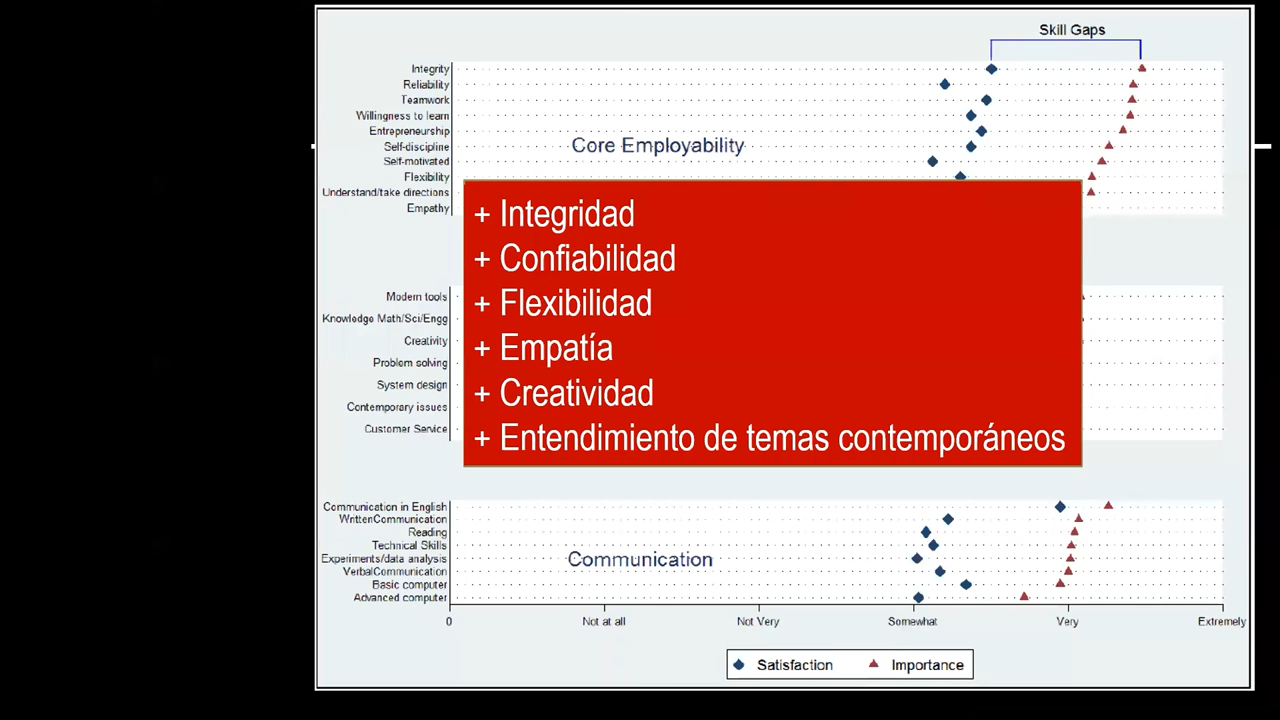 Skill Gaps
Integrity
Reliability
Teamwork
Willingness to learn
Entrepreneurship
Core Employability
Self-discipline
Self-motivated
Flexibility
Understand/take directions
Empathy
+ Integridad
+ Confiabilidad
+ Flexibilidad
+ Empatía
+ Creatividad
+ Entendimiento de temas contemporáneos
Modern tools
Knowledge Math/Sci/Engg
Creativity
Problem solving
System design
Contemporary issues
Customer Service
Communication in English
WrittenCommunication
Reading
Technical Skills
Experiments/data analysis
Communication
VerbalCommunication
Basic computer
Advanced computer
0 Not at all Not Very Somewhat Very Extremely
Satisfaction Importance